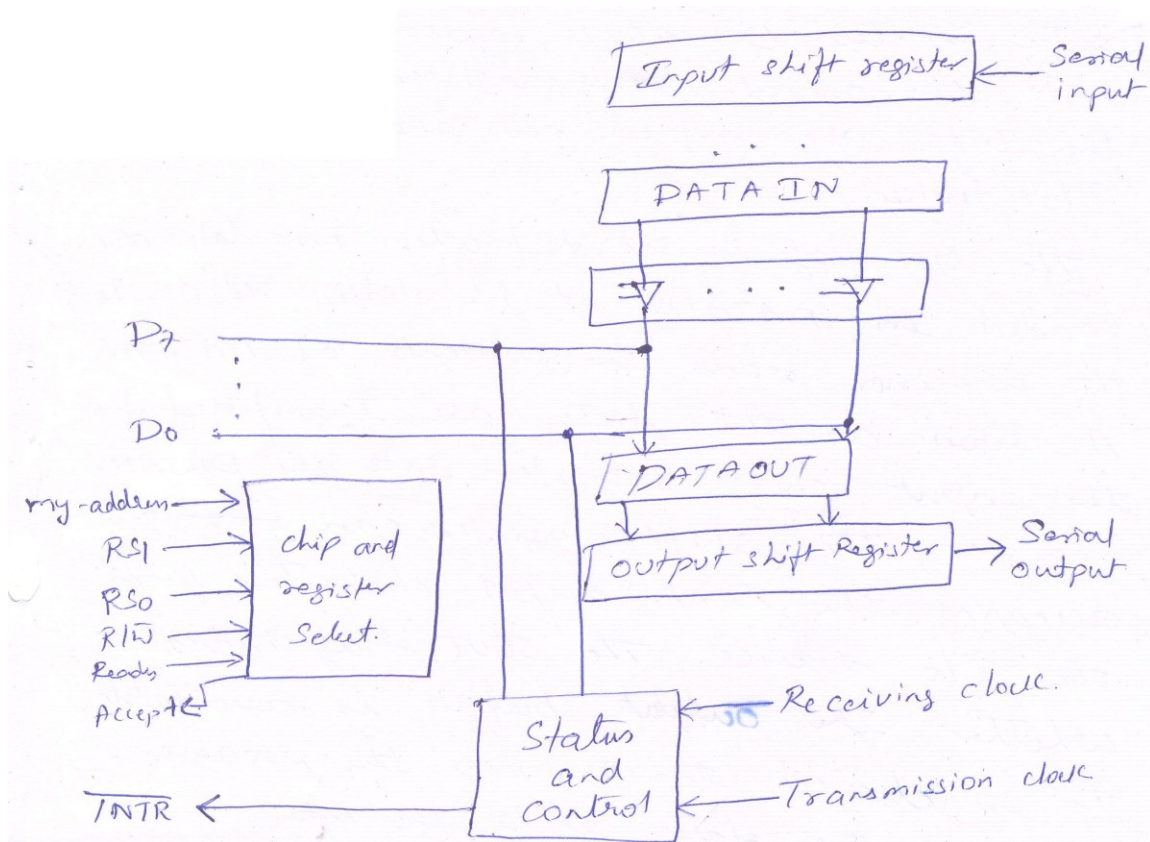 Input shift register
Serial
input
DATA IN
D7
D0
DATA OUT
my-address
RS1
RS0
R/W̅
Ready
Accept
chip and
register
select.
Output shift Register
Serial
output
Receiving clock.
Status
and
control
Transmission clock
I̅N̅T̅R̅